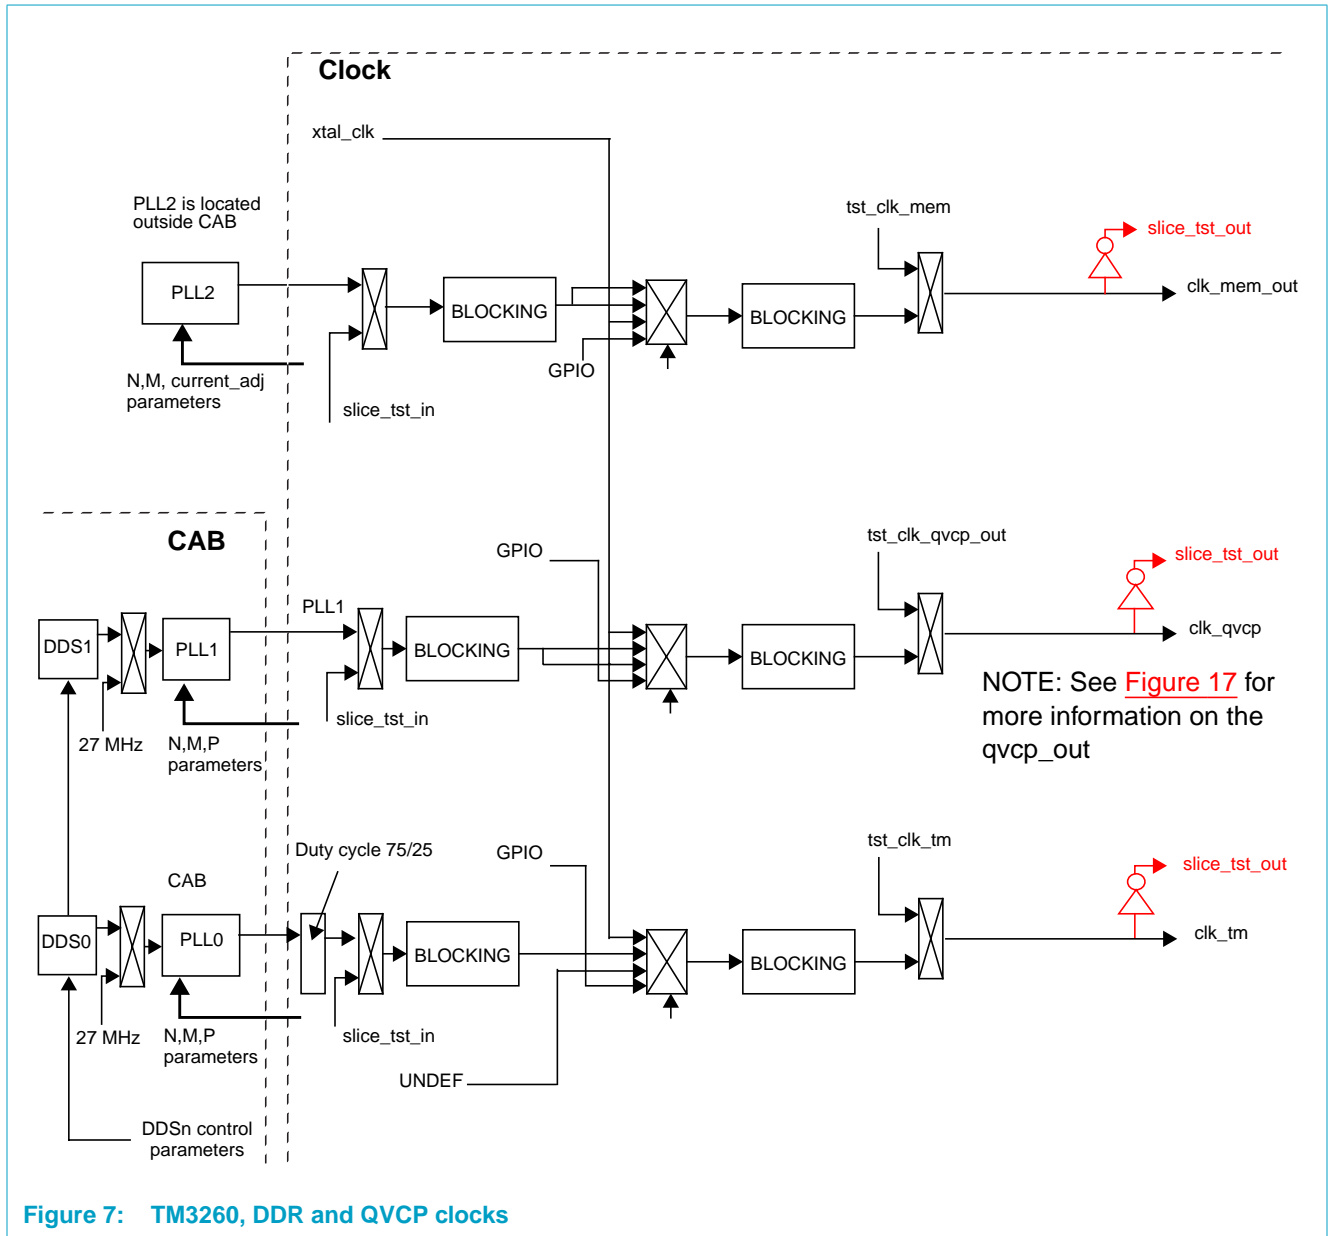 Clock
xtal_clk
PLL2 is located
outside CAB
tst_clk_mem
slice_tst_out
PLL2
BLOCKING
BLOCKING
clk_mem_out
GPIO
N,M, current_adj
parameters
slice_tst_in
CAB
GPIO
tst_clk_qvcp_out
slice_tst_out
PLL1
DDS1
PLL1
BLOCKING
BLOCKING
clk_qvcp
NOTE: See Figure 17 for
more information on the
qvcp_out
slice_tst_in
27 MHz
N,M,P
parameters
Duty cycle 75/25
GPIO
tst_clk_tm
slice_tst_out
CAB
DDS0
PLL0
BLOCKING
BLOCKING
clk_tm
27 MHz
N,M,P
parameters
slice_tst_in
UNDEF
DDSn control
parameters
Figure 7: TM3260, DDR and QVCP clocks